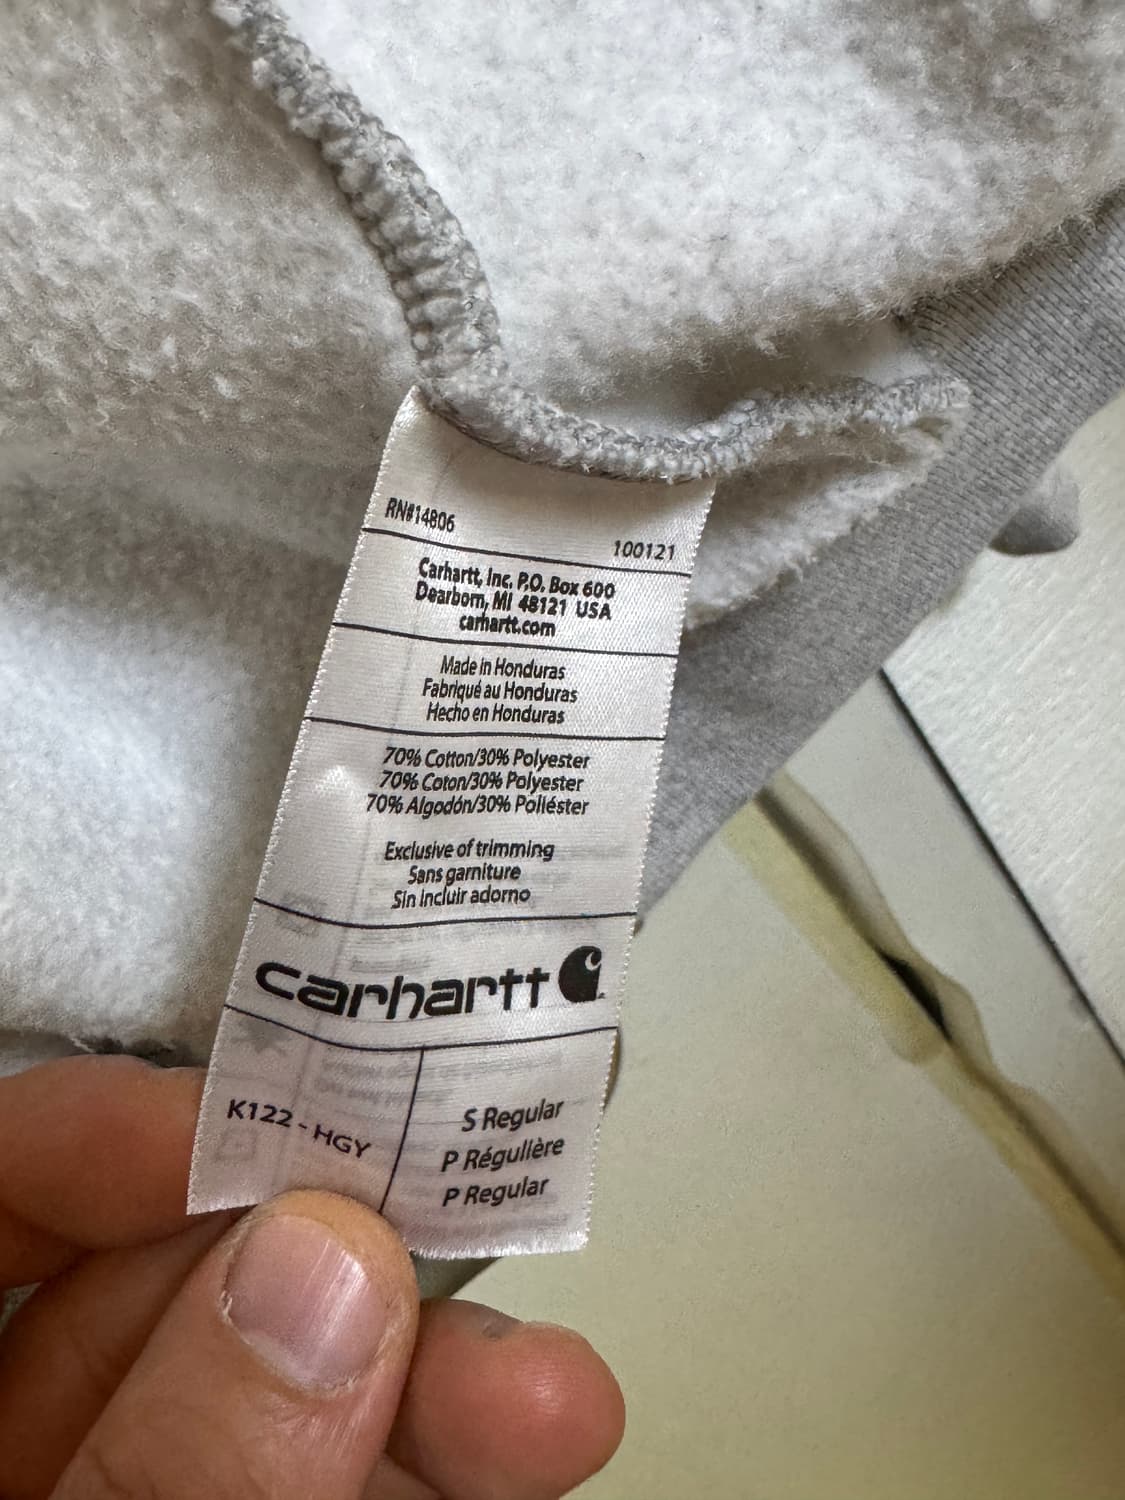 RN#14806
100121
Carhartt, Inc. P.O. Box 600
Dearborn, MI 48121 USA
carhartt.com
Made in Honduras
Fabriqué au Honduras
Hecho en Honduras
70% Cotton/30% Polyester
70% Coton/30% Polyester
70% Algodón/30% Poliéster
Exclusive of trimming
Sans garniture
Sin incluir adorno
carhartt
K122-HGY
S Regular
P Régulière
P Regular